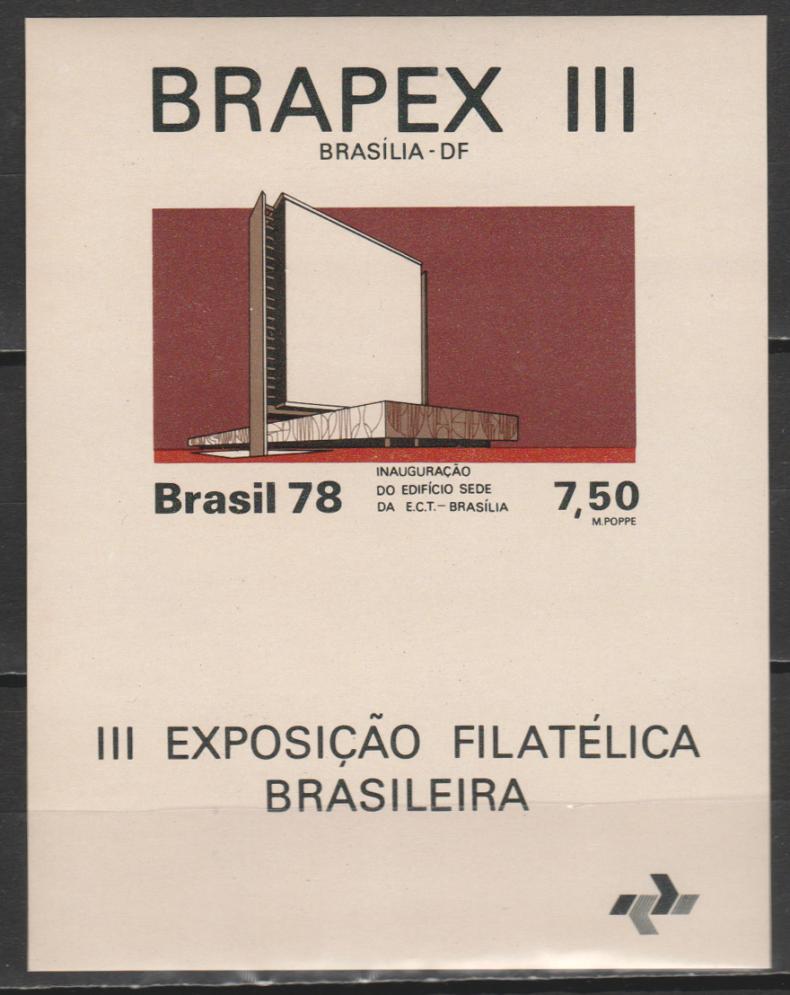 BRAPEX III
BRASÍLIA - DF
Brasil 78
INAUGURAÇÃO
DO EDIFÍCIO SEDE
DA E.C.T. - BRASÍLIA
7,50
M.POPPE
III EXPOSIÇÃO FILATÉLICA
BRASILEIRA